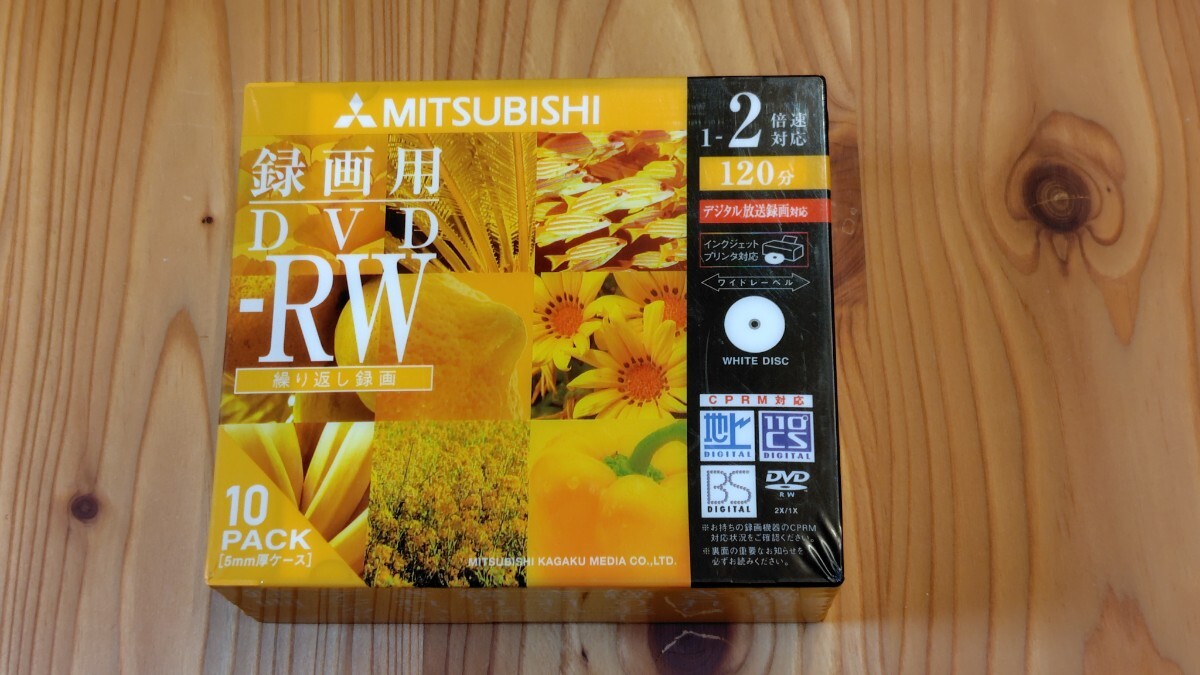 MITSUBISHI
録画用
DVD
-RW
繰り返し録画
10
PACK
[5mm厚ケース]
MITSUBISHI KAGAKU MEDIA CO.,LTD.
1-2倍速対応
120分
デジタル放送録画対応
インクジェット
プリンタ対応
ワイドレーベル
WHITE DISC
CPRM対応
地上
DIGITAL
110°
CS
DIGITAL
BS
DIGITAL
DVD
RW
2X/1X
※お持ちの録画機器のCPRM
対応状況をご確認ください。
※裏面の重要なお知らせを
必ずお読みください。